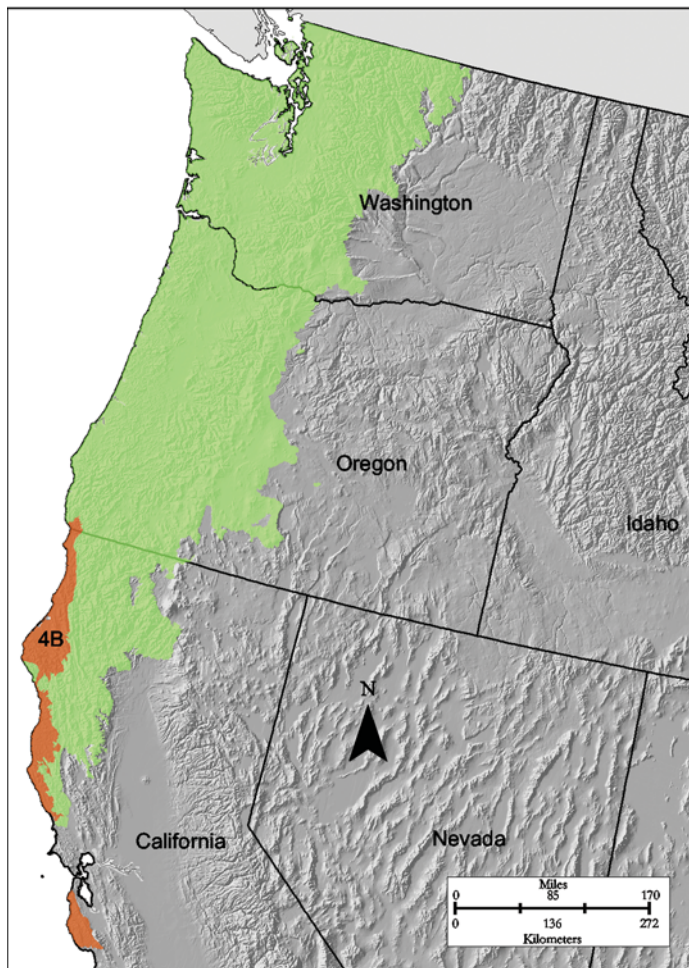 Washington
Oregon
Idaho
4B
N
California
Nevada
Miles
0 85 170
0 136 272
Kilometers